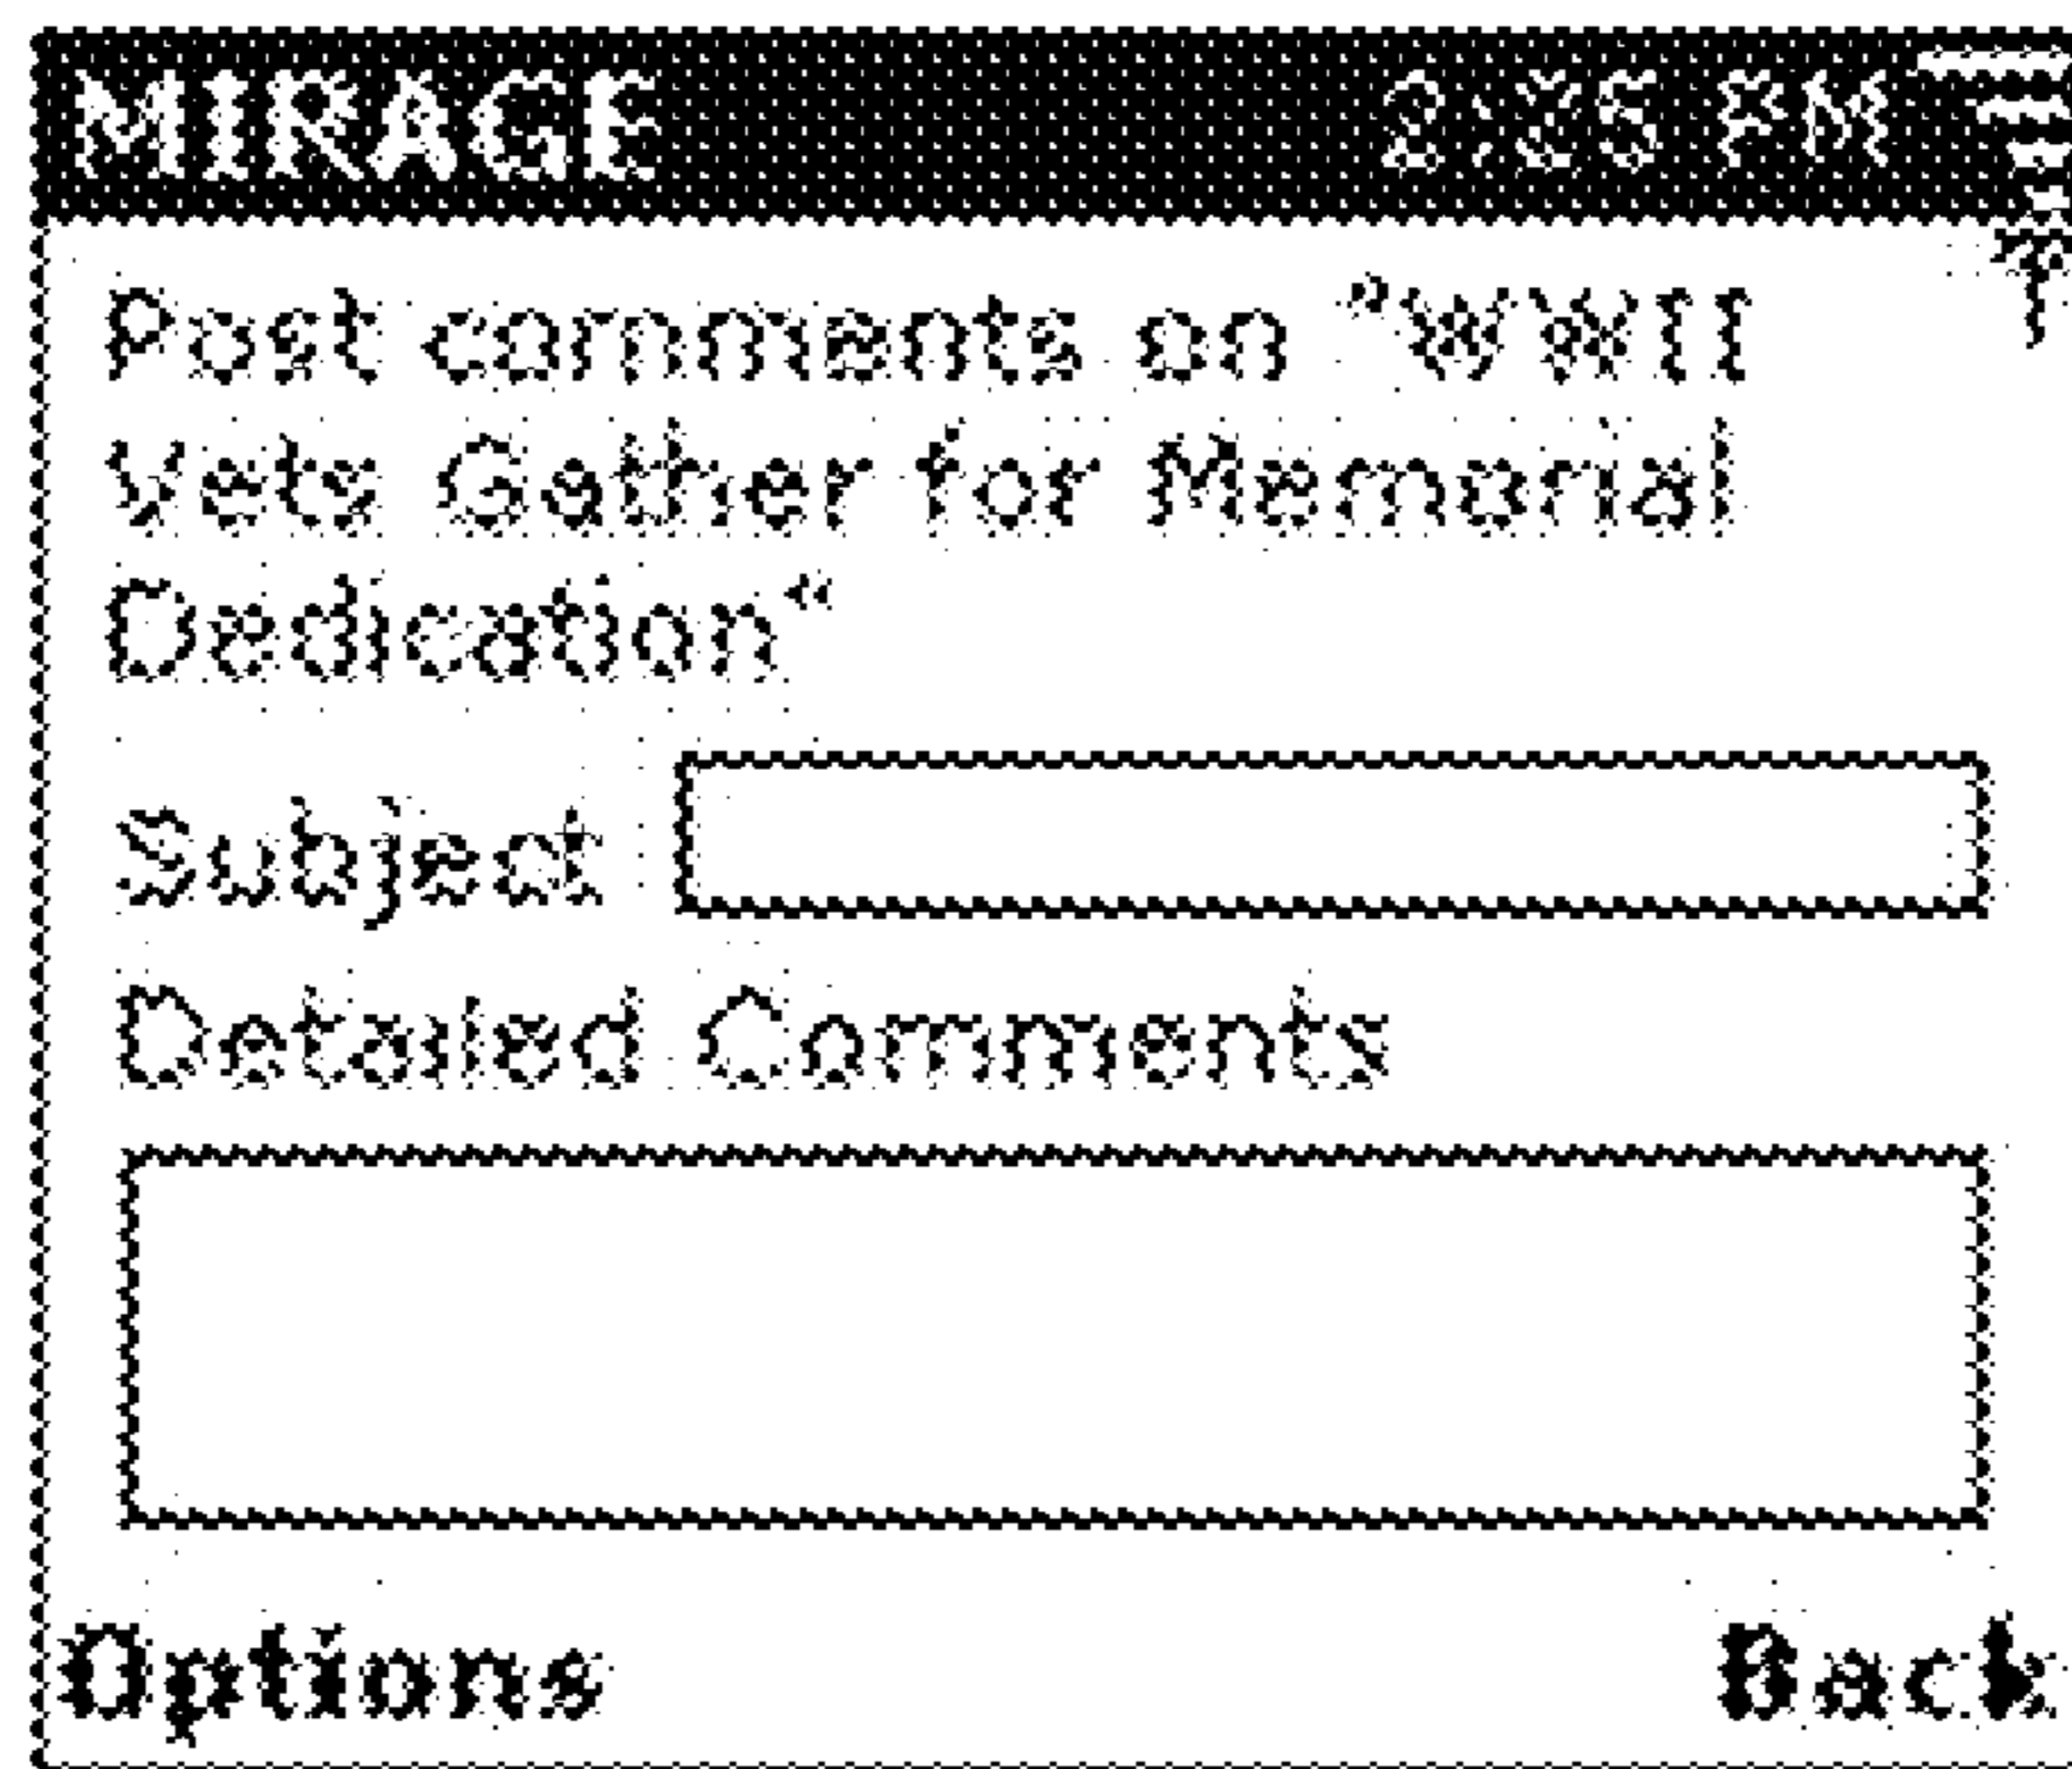 MIRAGE
Post comments on "WWII
Vets Gather for Memorial
Dedication"
Subject
Detailed Comments
Options Back